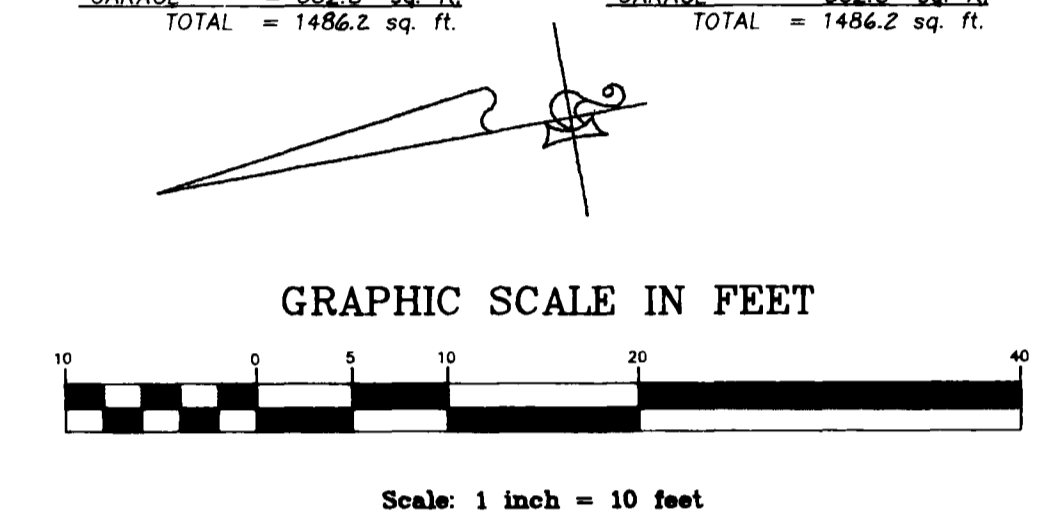 TOTAL = 1486.2 sq. ft. TOTAL = 1486.2 sq. ft.
GRAPHIC SCALE IN FEET
10 0 5 10 20 40
Scale: 1 inch = 10 feet